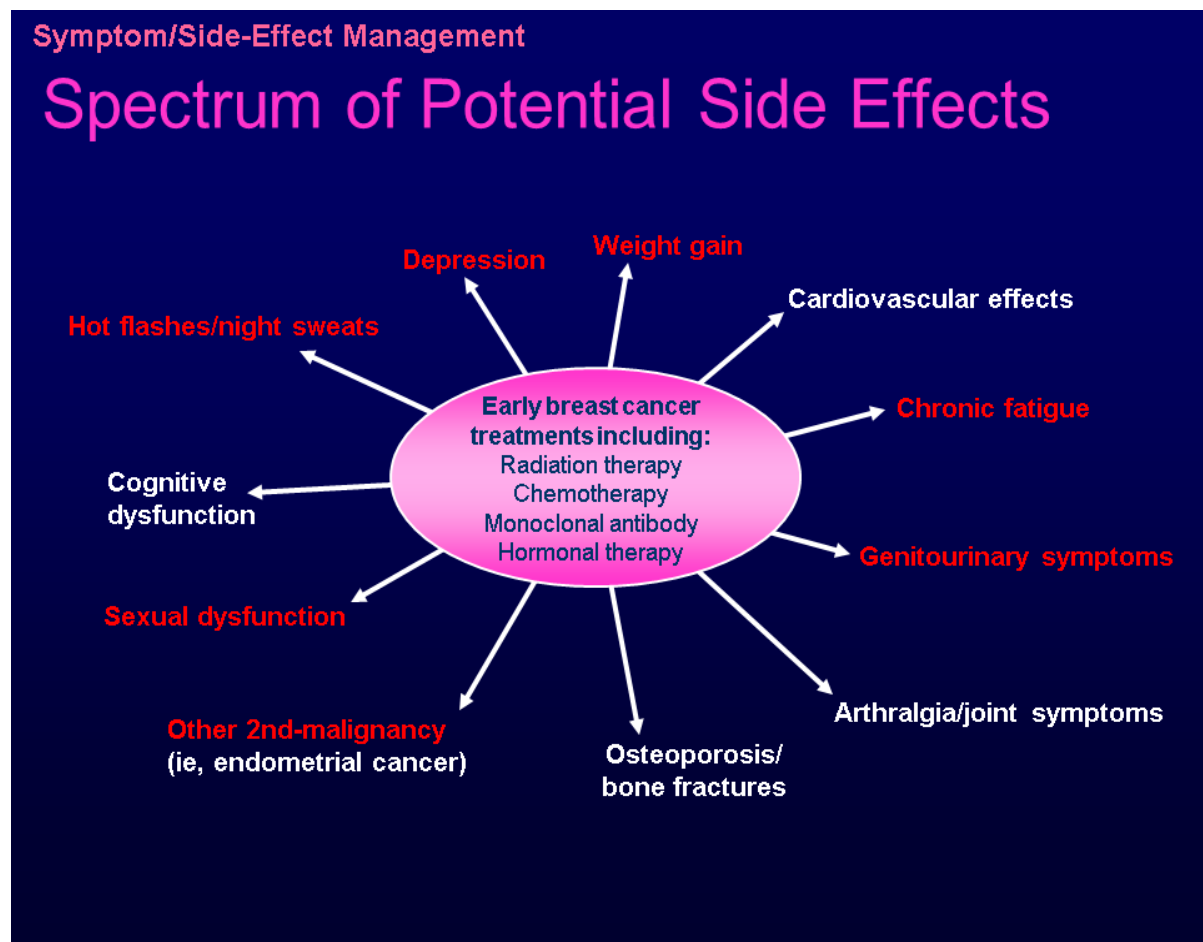 Symptom/Side-Effect Management
Spectrum of Potential Side Effects
Depression
Weight gain
Cardiovascular effects
Hot flashes/night sweats
Chronic fatigue
Early breast cancer
treatments including:
Radiation therapy
Chemotherapy
Monoclonal antibody
Hormonal therapy
Cognitive
dysfunction
Genitourinary symptoms
Sexual dysfunction
Arthralgia/joint symptoms
Other 2nd-malignancy
(ie, endometrial cancer)
Osteoporosis/
bone fractures